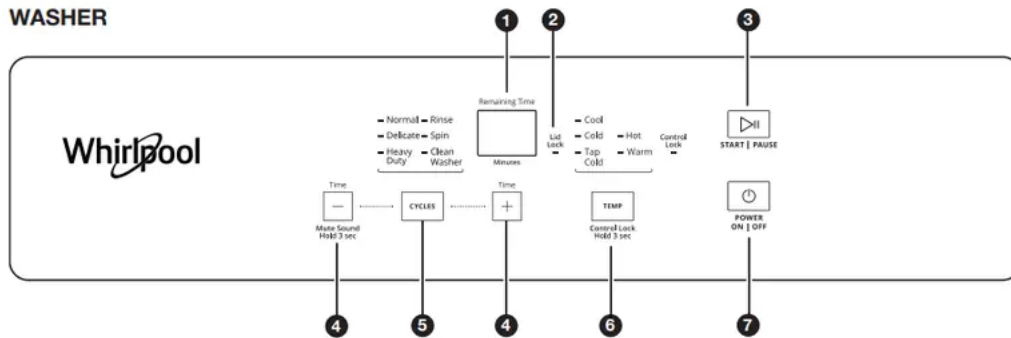 WASHER
1
2
3
Remaining Time
Minutes
Normal
Delicate
Heavy
Duty
Rinse
Spin
Clean
Washer
Lid
Lock
Cool
Cold
Tap
Cold
Hot
Warm
Control
Lock
START | PAUSE
Whirlpool
Time
−
Mute Sound
Hold 3 sec
CYCLES
Time
+
TEMP
Control Lock
Hold 3 sec
POWER
ON | OFF
4
5
4
6
7